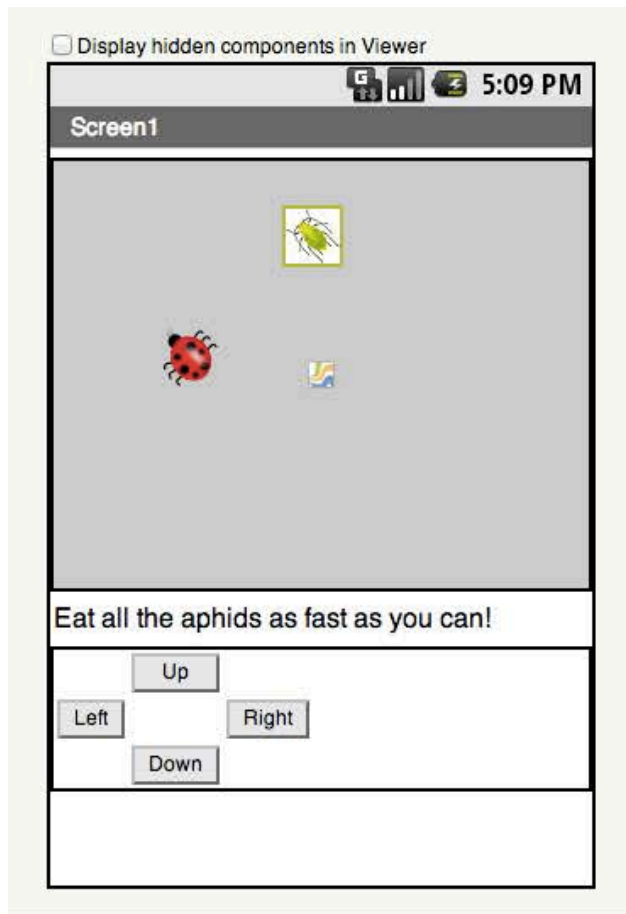 Display hidden components in Viewer
G 5:09 PM
Screen1
Eat all the aphids as fast as you can!
Up
Left Right
Down